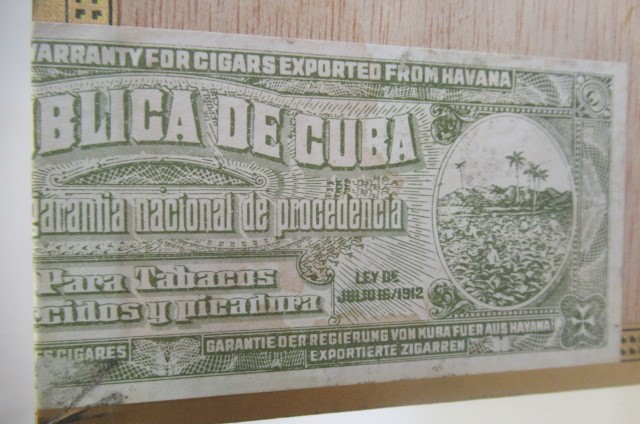 WARRANTY FOR CIGARS EXPORTED FROM HAVANA
BLICA DE CUBA
garantia nacional de procedencia
Para Tabacos
cidos y picadura
LEY DE
JULIO 16/1912
ES CIGARES
GARANTIE DER REGIERUNG VON KUBA FUER AUS HAVANA
EXPORTIERTE ZIGARREN